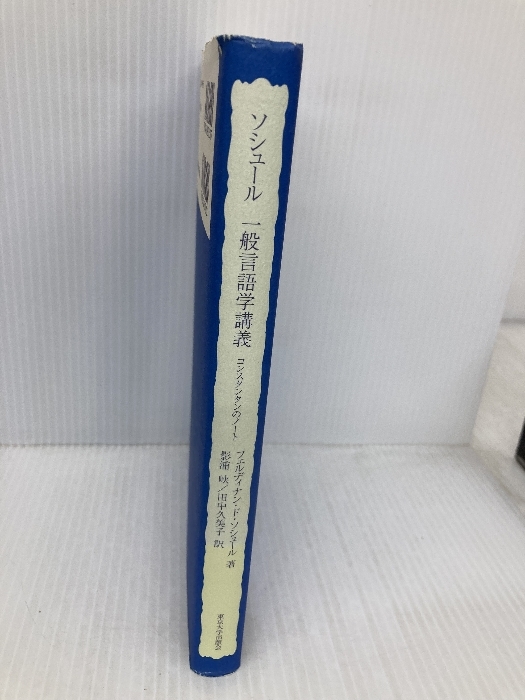 ソシュール 一般言語学講義
コンスタンタンのノート
フェルディナン・ド・ソシュール 著
影浦 峡／田中久美子 訳
東京大学出版会